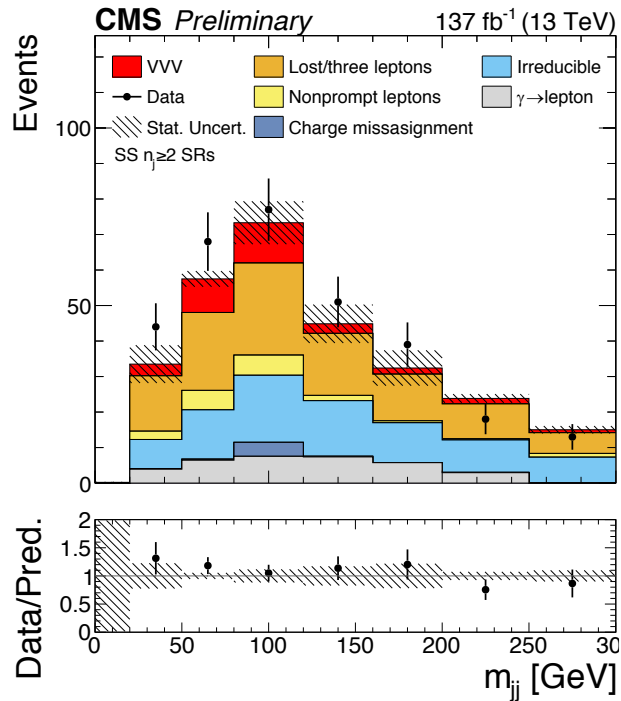 CMS Preliminary 137 fb⁻¹ (13 TeV)
Events
VVV Lost/three leptons Irreducible
Data Nonprompt leptons γ→lepton
Stat. Uncert. Charge missasignment
SS nⱼ≥2 SRs
100
50
0
Data/Pred.
2
1.5
1
0.5
0
0 50 100 150 200 250 300
mⱼⱼ [GeV]